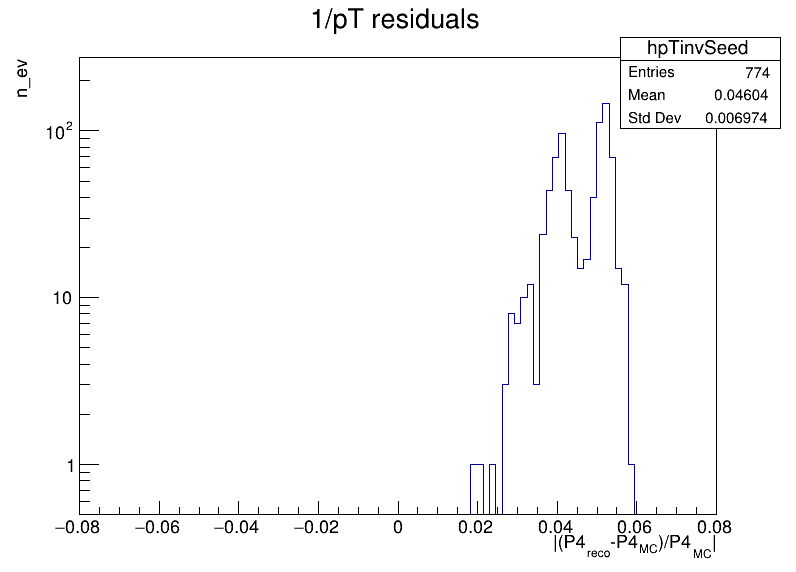 1/pT residuals
hpTinvSeed
Entries 774
Mean 0.04604
Std Dev 0.006974
n_ev
10²
10
1
−0.08 −0.06 −0.04 −0.02 0 0.02 0.04 0.06 0.08
|(P4reco-P4MC)/P4MC|